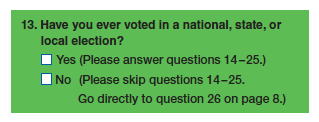 13. Have you ever voted in a national, state, or
local election?
Yes (Please answer questions 14–25.)
No (Please skip questions 14–25.
Go directly to question 26 on page 8.)